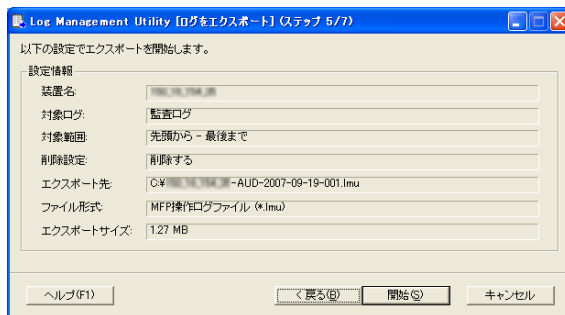 Log Management Utility [ログをエクスポート] (ステップ 5/7)
以下の設定でエクスポートを開始します。
設定情報
装置名:
対象ログ: 監査ログ
対象範囲: 先頭から - 最後まで
削除設定: 削除する
エクスポート先: C:¥ -AUD-2007-09-19-001.lmu
ファイル形式: MFP操作ログファイル (*.lmu)
エクスポートサイズ: 1.27 MB
ヘルプ(F1) < 戻る(B) 開始(S) キャンセル